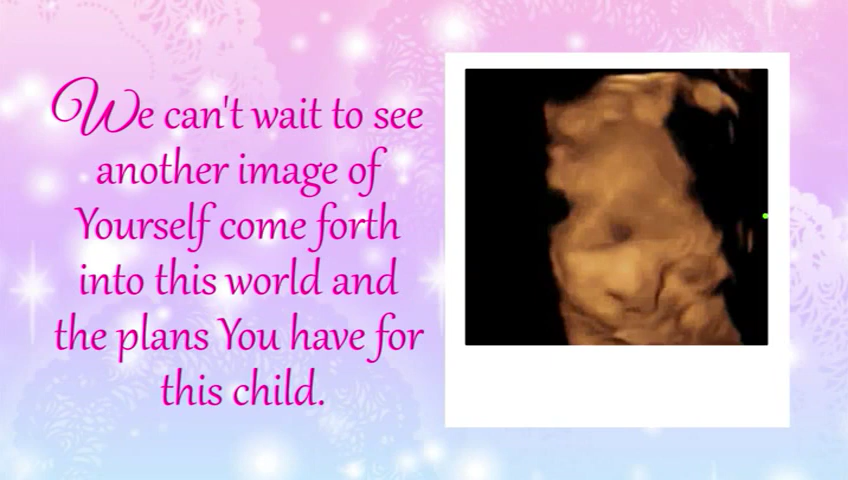 We can't wait to see
another image of
Yourself come forth
into this world and
the plans You have for
this child.